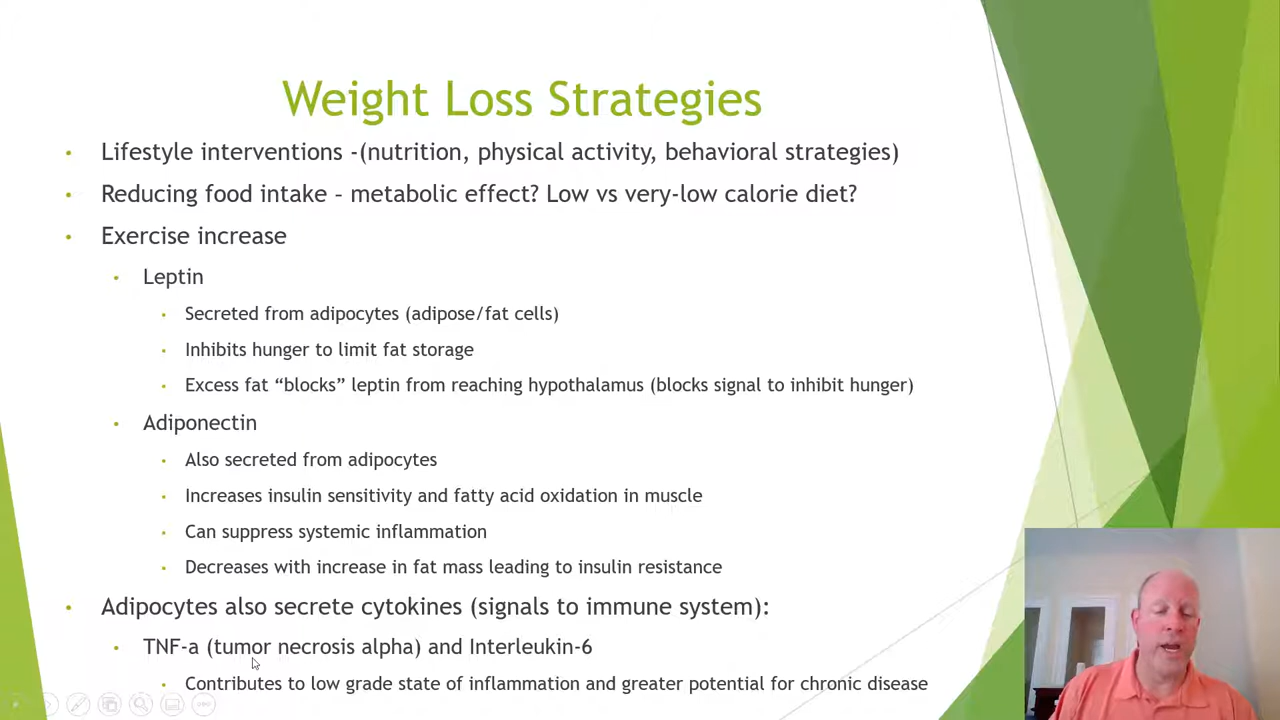 Weight Loss Strategies
Lifestyle interventions -(nutrition, physical activity, behavioral strategies)
Reducing food intake – metabolic effect? Low vs very-low calorie diet?
Exercise increase
Leptin
Secreted from adipocytes (adipose/fat cells)
Inhibits hunger to limit fat storage
Excess fat “blocks” leptin from reaching hypothalamus (blocks signal to inhibit hunger)
Adiponectin
Also secreted from adipocytes
Increases insulin sensitivity and fatty acid oxidation in muscle
Can suppress systemic inflammation
Decreases with increase in fat mass leading to insulin resistance
Adipocytes also secrete cytokines (signals to immune system):
TNF-a (tumor necrosis alpha) and Interleukin-6
Contributes to low grade state of inflammation and greater potential for chronic disease